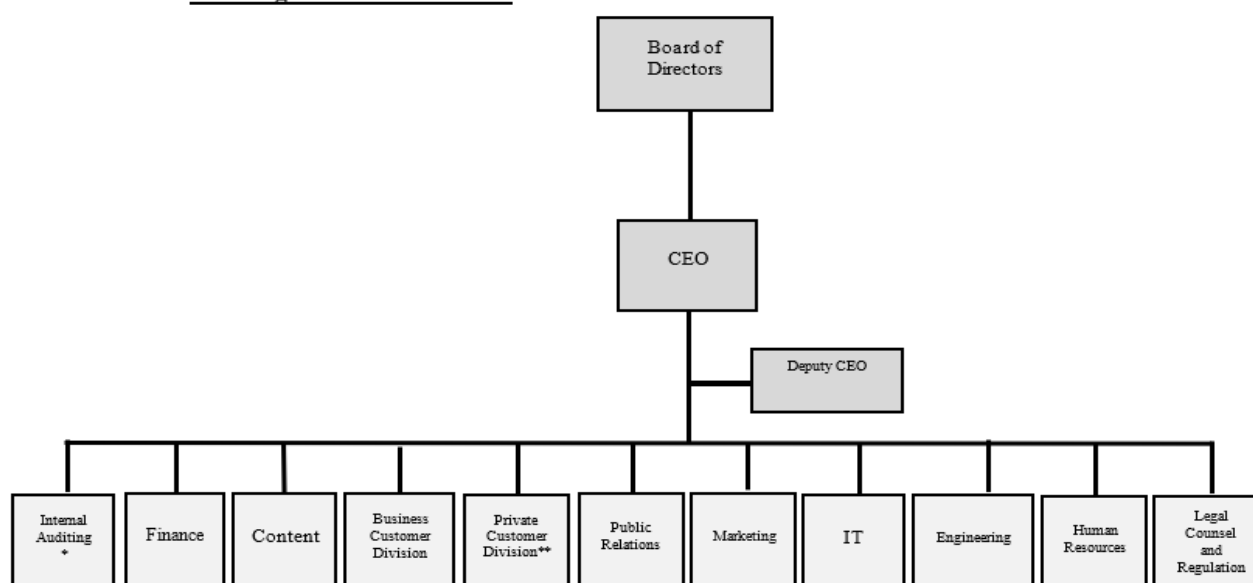 Board of
Directors
CEO
Deputy CEO
Internal
Auditing
*
Finance
Content
Business
Customer
Division
Private
Customer
Division**
Public
Relations
Marketing
IT
Engineering
Human
Resources
Legal
Counsel
and
Regulation